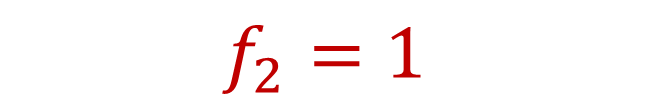 f₂ = 1